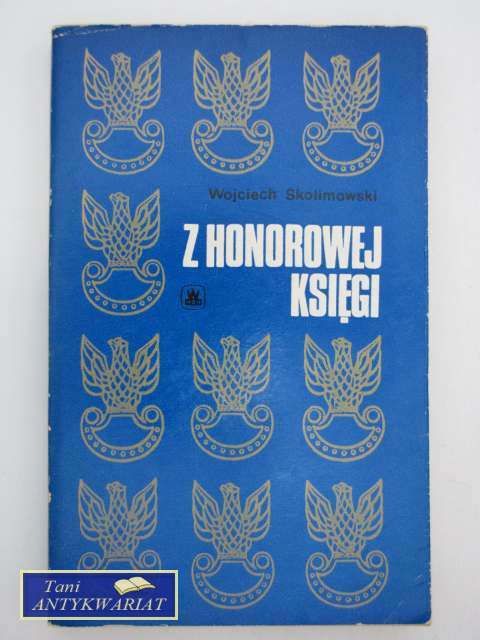 Wojciech Skolimowski
Z HONOROWEJ
KSIĘGI
Tani
ANTYKWARIAT